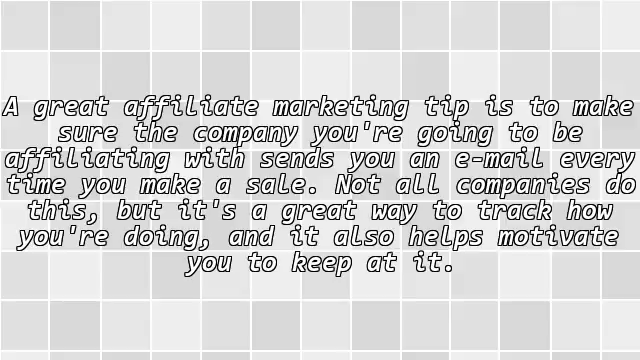 A great affiliate marketing tip is to make
sure the company you're going to be
affiliating with sends you an e-mail every
time you make a sale. Not all companies do
this, but it's a great way to track how
you're doing, and it also helps motivate
you to keep at it.